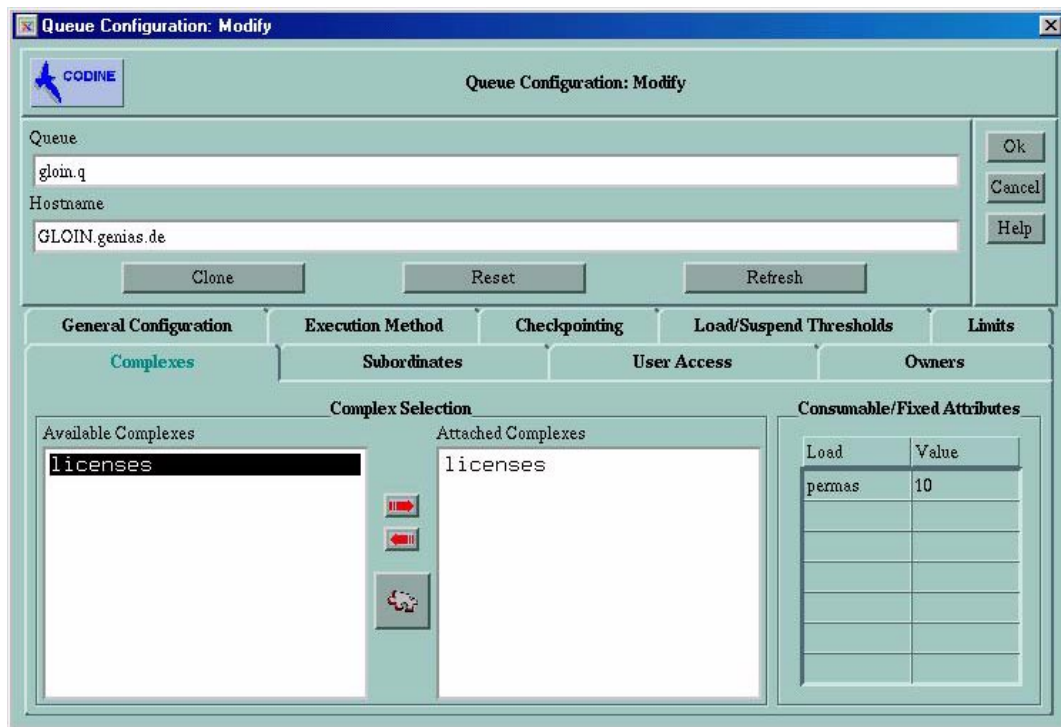 Queue Configuration: Modify
CODINE
Queue Configuration: Modify
Queue
gloin.q
Hostname
GLOIN.genias.de
Clone Reset Refresh
Ok
Cancel
Help
General Configuration Execution Method Checkpointing Load/Suspend Thresholds Limits
Complexes Subordinates User Access Owners
Complex Selection
Available Complexes
licenses
Attached Complexes
licenses
Consumable/Fixed Attributes
Load Value
permas 10